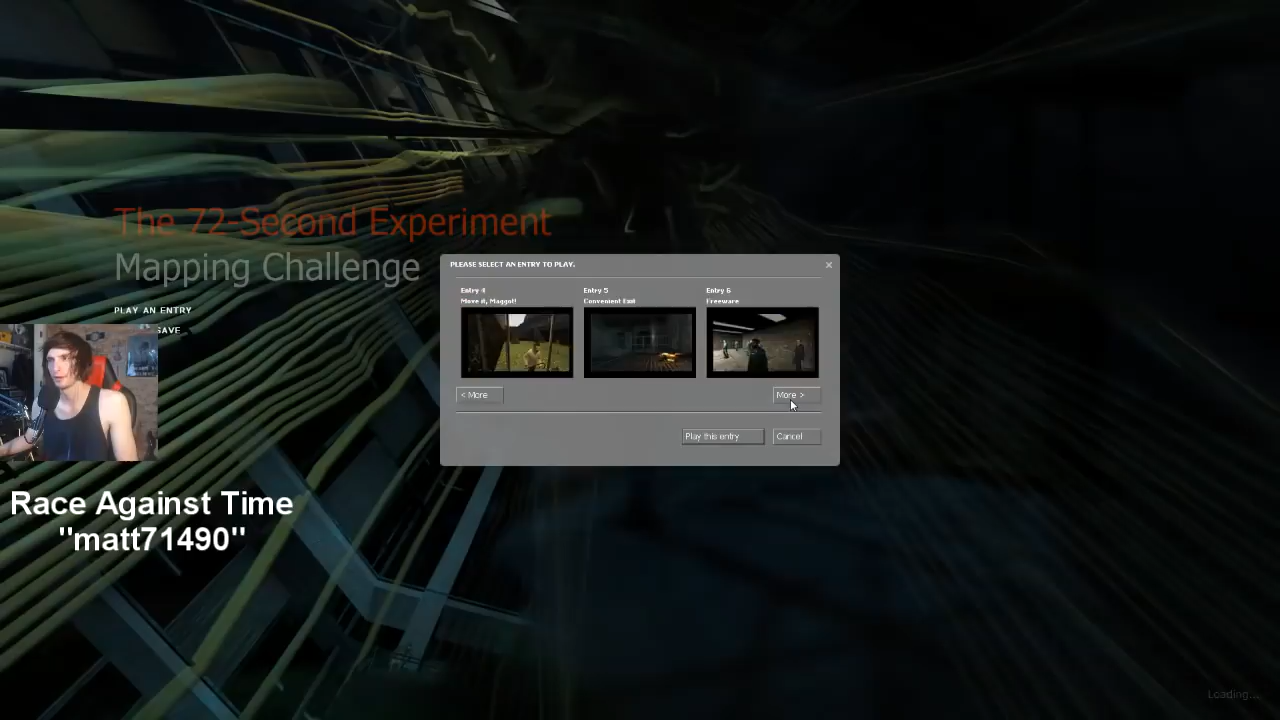 The 72-Second Experiment
Mapping Challenge
PLAY AN ENTRY
SAVE
PLEASE SELECT AN ENTRY TO PLAY.
Entry 4
Move it, Maggot!
Entry 5
Convenient Exit
Entry 6
Freeware
< More
More >
Play this entry
Cancel
Race Against Time
"matt71490"
Loading...